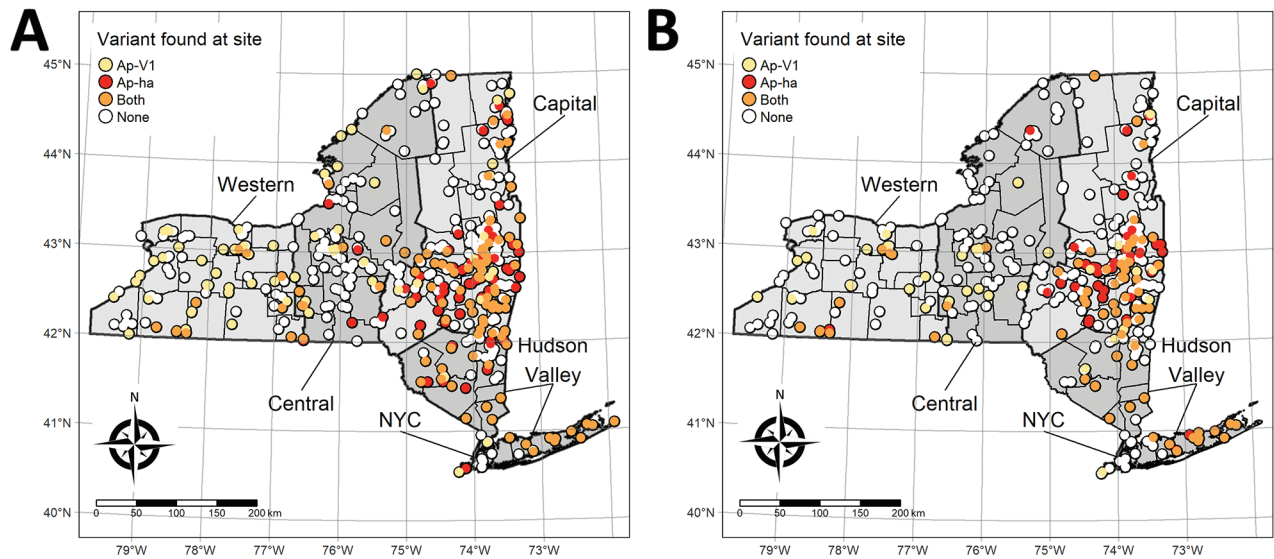 A
Variant found at site
Ap-V1
Ap-ha
Both
None
Capital
Western
Central
NYC
Hudson
Valley
N
0 50 100 150 200 km
45°N
44°N
43°N
42°N
41°N
40°N
79°W 78°W 77°W 76°W 75°W 74°W 73°W
B
Variant found at site
Ap-V1
Ap-ha
Both
None
Capital
Western
Central
NYC
Hudson
Valley
N
0 50 100 150 200 km
45°N
44°N
43°N
42°N
41°N
40°N
79°W 78°W 77°W 76°W 75°W 74°W 73°W